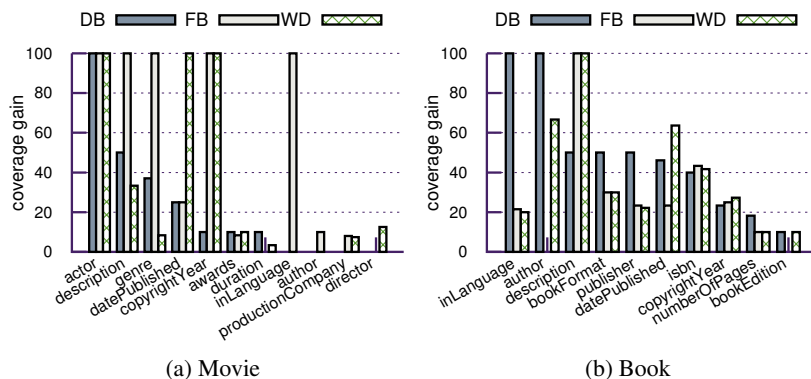 DB FB WD
100
80
60
40
20
0
coverage gain
actor
description
genre
datePublished
copyrightYear
awards
duration
inLanguage
author
productionCompany
director
(a) Movie
DB FB WD
100
80
60
40
20
0
coverage gain
inLanguage
author
description
bookFormat
publisher
datePublished
isbn
copyrightYear
numberOfPages
bookEdition
(b) Book